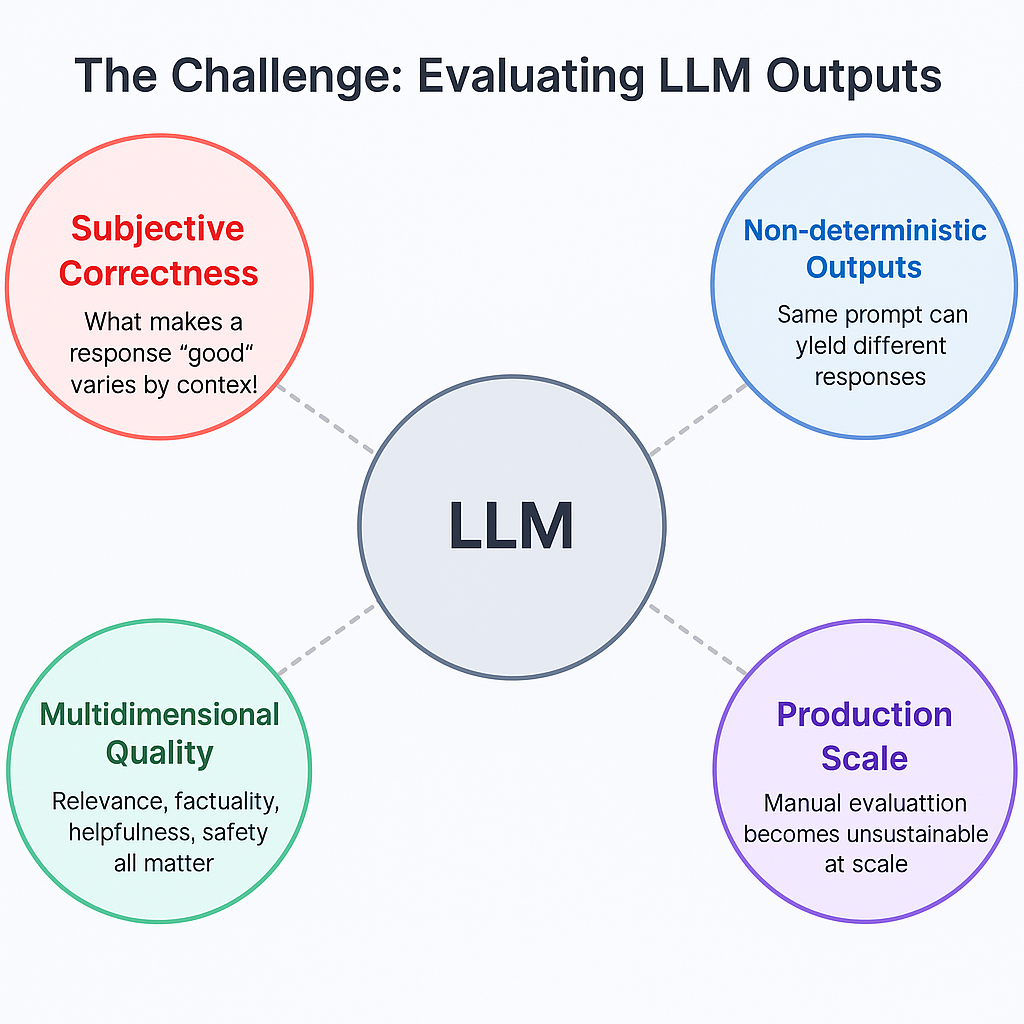 The Challenge: Evaluating LLM Outputs
Subjective
Correctness
What makes a
response “good“
varies by contex!
Non-deterministic
Outputs
Same prompt can
yleld different
responses
LLM
Multidimensional
Quality
Relevance, factuality,
helpfulness, safety
all matter
Production
Scale
Manual evaluattion
becomes unsustainable
at scale